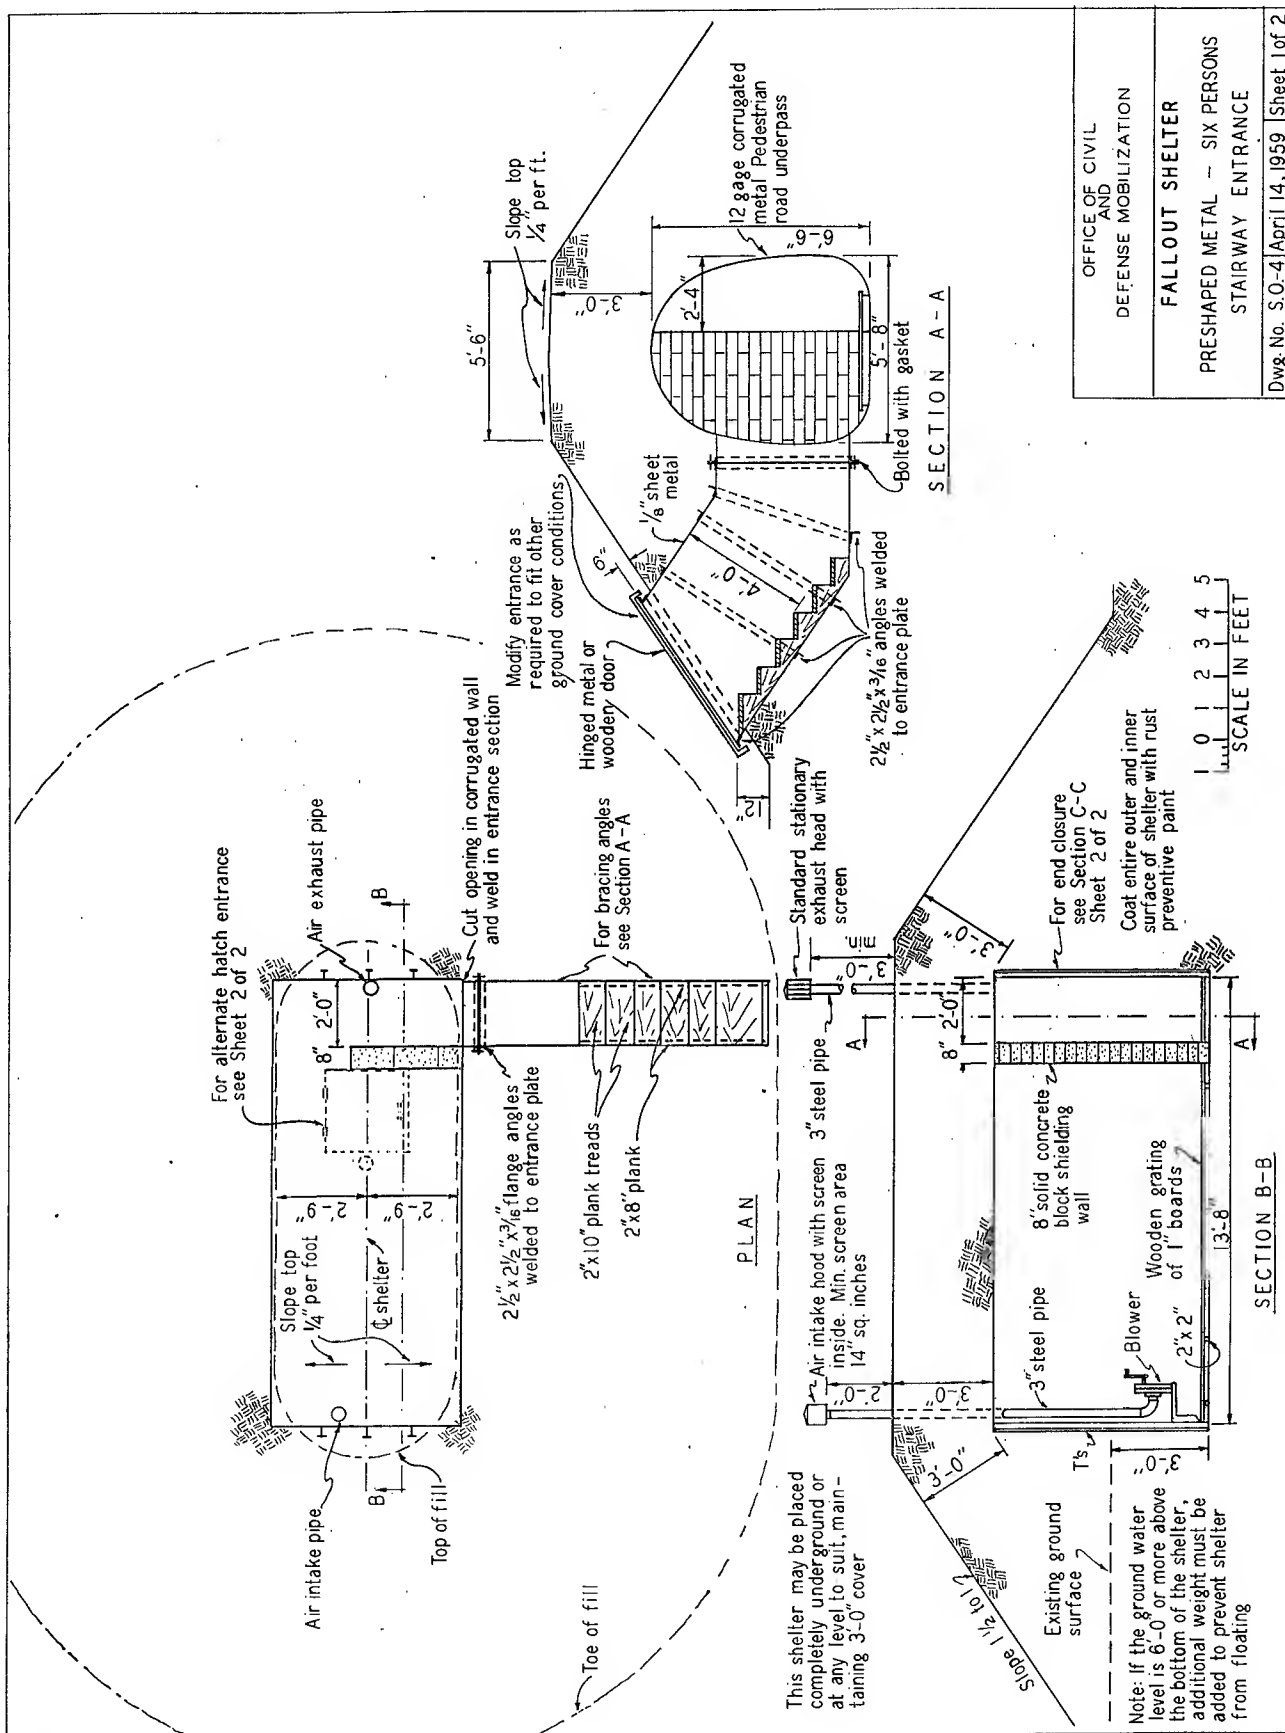 Toe of fill
Air intake pipe
Top of fill
B
Slope top
1/4" per foot
℄ shelter
2'-9"
2'-9"
For alternate hatch entrance
see Sheet 2 of 2
Air exhaust pipe
8"
2'-0"
B
Cut opening in corrugated wall
and weld in entrance section
2 1/2" x 2 1/2" x 3/16" flange angles
welded to entrance plate
2"x10" plank treads
2"x8" plank
For bracing angles
see Section A-A
PLAN
Slope top
1/4" per ft.
5'-6"
3'-0"
Modify entrance as
required to fit other
ground cover conditions
Hinged metal or
wooden door
12"
1/8" sheet
metal
4'-0"
2 1/2" x 2 1/2" x 3/16" angles welded
to entrance plate
12 gage corrugated
metal Pedestrian
road underpass
6'-6"
2'-4"
5'-8"
Bolted with gasket
SECTION A-A
This shelter may be placed
completely underground or
at any level to suit, main-
taining 3'-0" cover
Air intake hood with screen
inside. Min. screen area
14" sq. inches
3" steel pipe
Standard stationary
exhaust head with
screen
2'-0"
3'-0"
3'-0"
min.
Slope 1 1/2 to 1
3'-0"
3'-0"
Existing ground
surface
T's
3'-0"
3" steel pipe
Blower
2"x2"
Wooden grating
of 1" boards
8" solid concrete
block shielding
wall
8"
2'-0"
A
A
13'-8"
For end closure
see Section C-C
Sheet 2 of 2
Coat entire outer and inner
surface of shelter with rust
preventive paint
Note: If the ground water
level is 6'-0" or more above
the bottom of the shelter,
additional weight must be
added to prevent shelter
from floating
SECTION B-B
1 0 1 2 3 4 5
SCALE IN FEET
OFFICE OF CIVIL
AND
DEFENSE MOBILIZATION
FALLOUT SHELTER
PRESHAPED METAL - SIX PERSONS
STAIRWAY ENTRANCE
Dwg. No. S.O.-4 April 14, 1959 Sheet 1 of 2